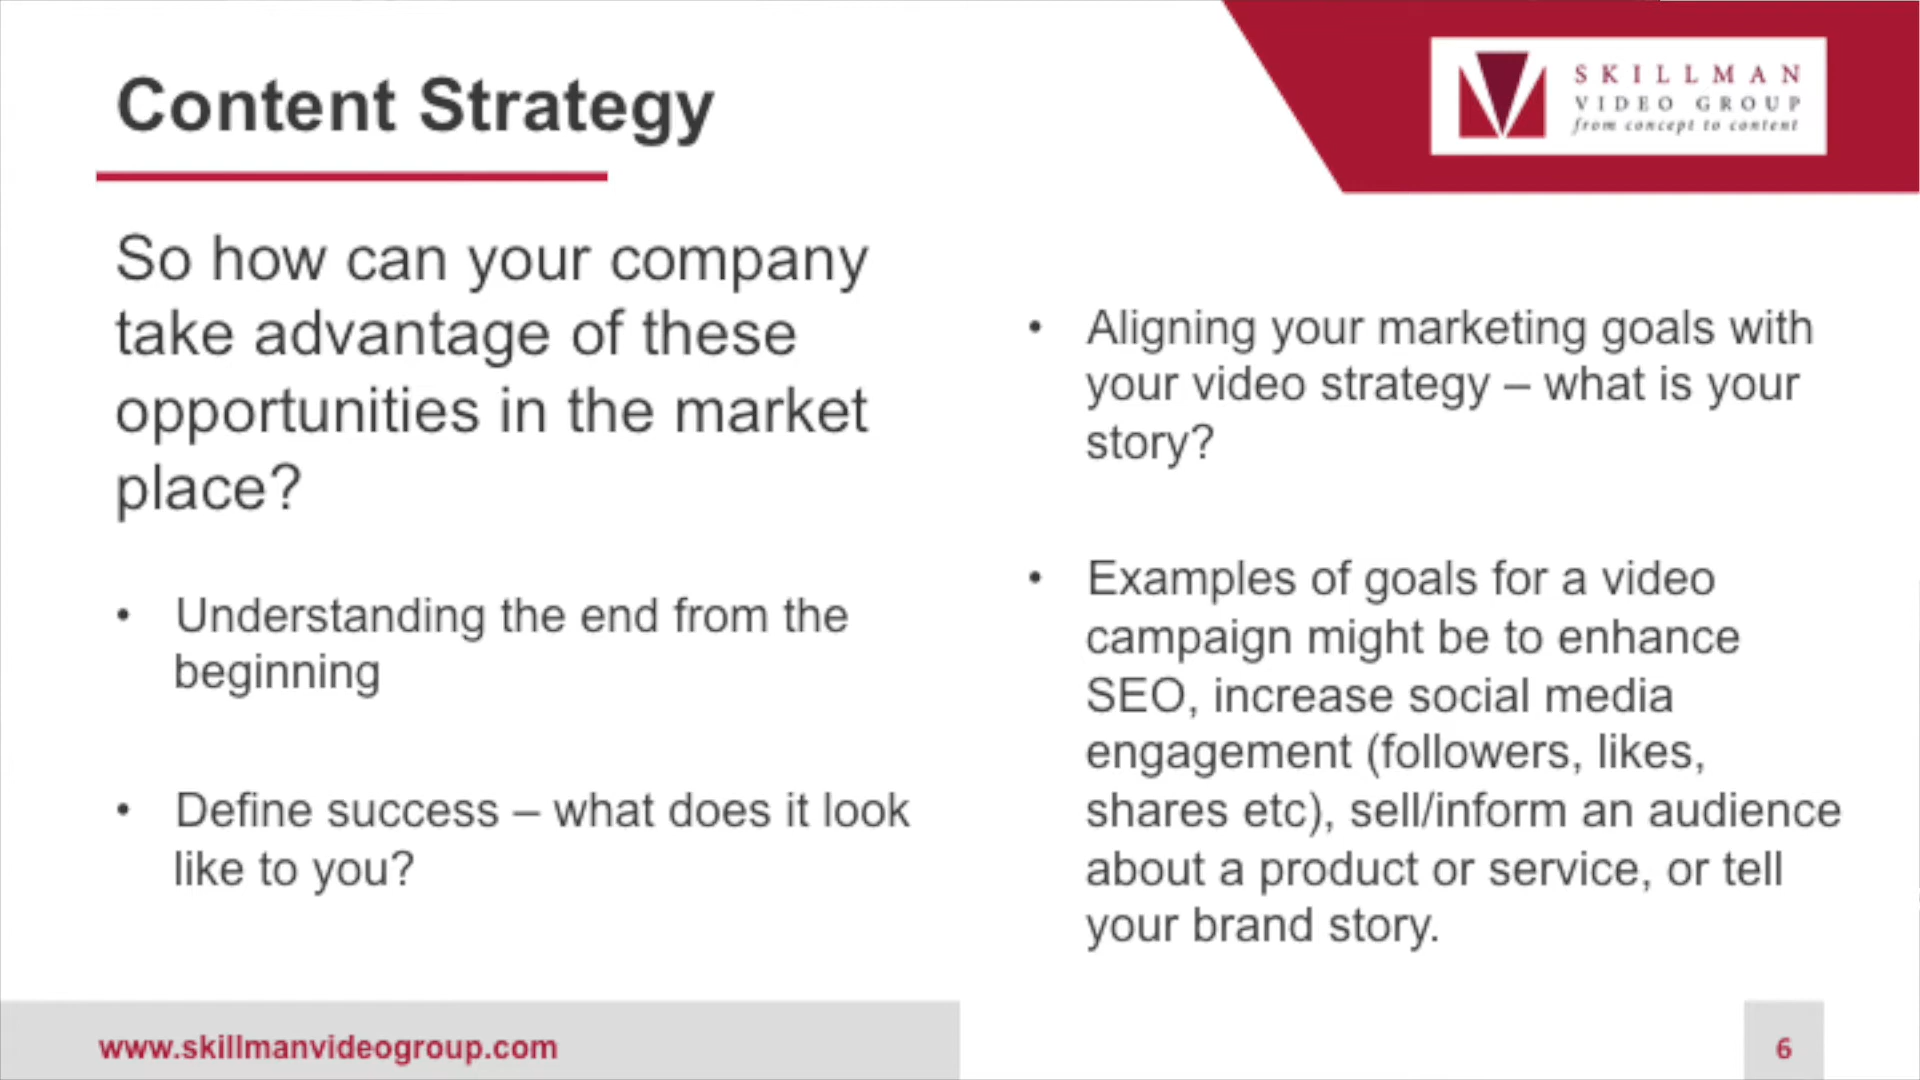 Content Strategy
SKILLMAN
VIDEO GROUP
from concept to content
So how can your company
take advantage of these
opportunities in the market
place?
• Understanding the end from the
beginning
• Define success – what does it look
like to you?
• Aligning your marketing goals with
your video strategy – what is your
story?
• Examples of goals for a video
campaign might be to enhance
SEO, increase social media
engagement (followers, likes,
shares etc), sell/inform an audience
about a product or service, or tell
your brand story.
www.skillmanvideogroup.com
6